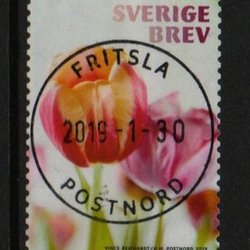 SVERIGE
BREV
FRITSLA
2019-1-30
POSTNORD